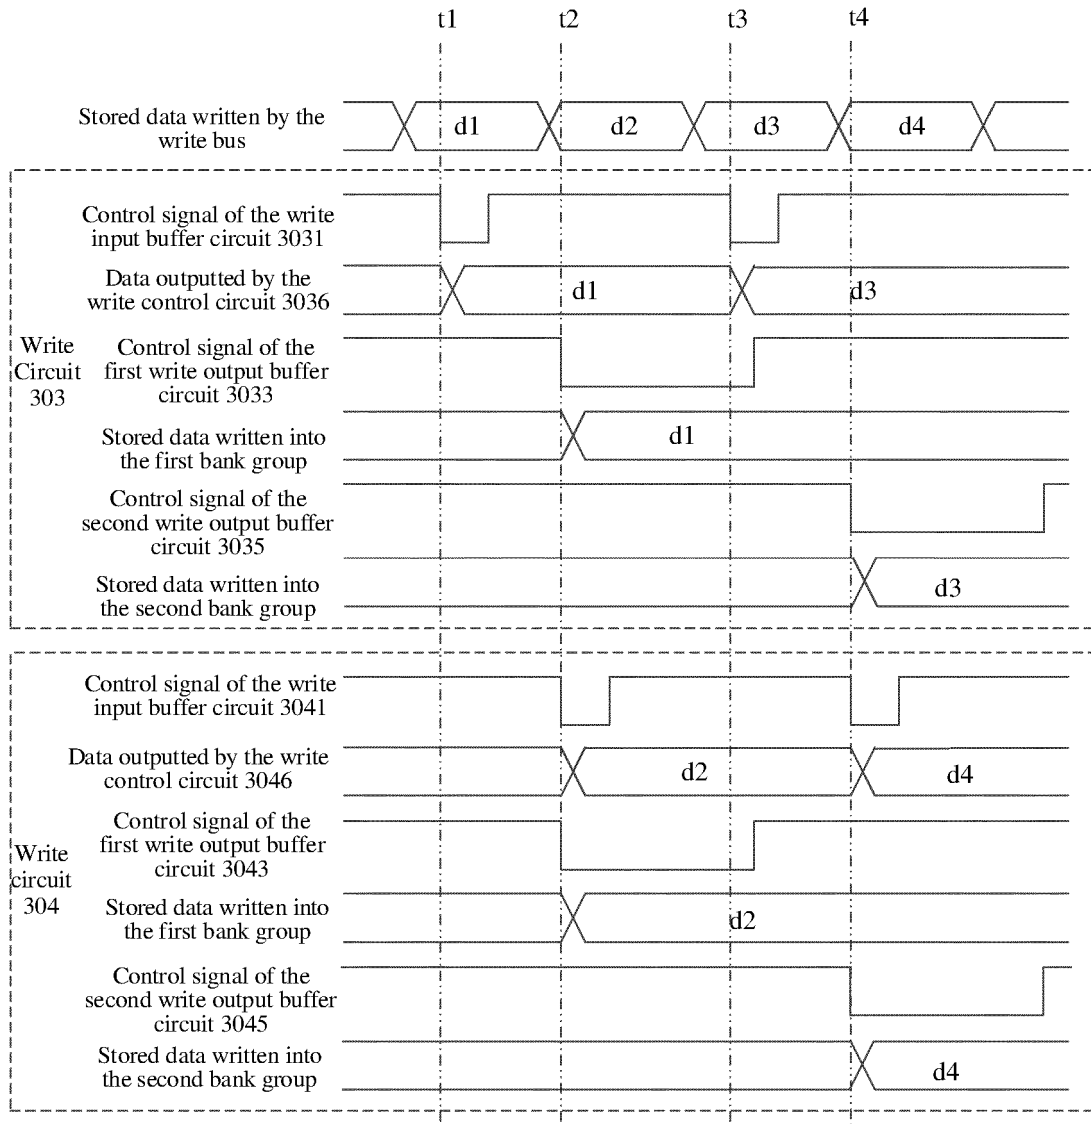 t1 t2 t3 t4
Stored data written by the
write bus
d1 d2 d3 d4
Write
Circuit
303
Control signal of the write
input buffer circuit 3031
Data outputted by the
write control circuit 3036
d1 d3
Control signal of the
first write output buffer
circuit 3033
Stored data written into
the first bank group
d1
Control signal of the
second write output buffer
circuit 3035
Stored data written into
the second bank group
d3
Write
circuit
304
Control signal of the write
input buffer circuit 3041
Data outputted by the write
control circuit 3046
d2 d4
Control signal of the
first write output buffer
circuit 3043
Stored data written into
the first bank group
d2
Control signal of the
second write output buffer
circuit 3045
Stored data written into
the second bank group
d4